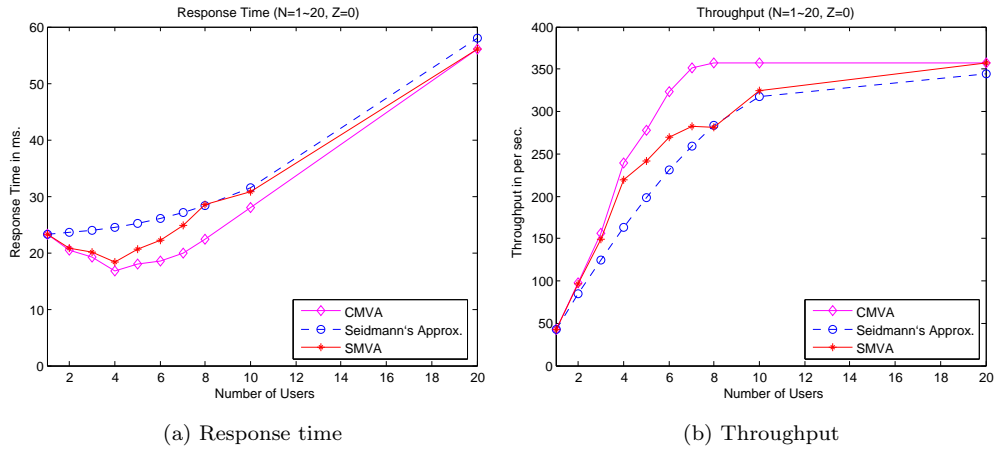 Response Time (N=1~20, Z=0)
60
50
40
30
20
10
0
Response Time in ms.
2 4 6 8 10 12 14 16 18 20
Number of Users
CMVA
Seidmann's Approx.
SMVA
(a) Response time
Throughput (N=1~20, Z=0)
400
350
300
250
200
150
100
50
0
Throughput in per sec.
2 4 6 8 10 12 14 16 18 20
Number of Users
CMVA
Seidmann's Approx.
SMVA
(b) Throughput